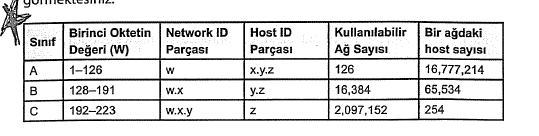 görmektesiniz.
Sınıf | Birinci Oktetin Değeri (W) | Network ID Parçası | Host ID Parçası | Kullanılabilir Ağ Sayısı | Bir ağdaki host sayısı
A | 1–126 | w | x.y.z | 126 | 16,777,214
B | 128–191 | w.x | y.z | 16,384 | 65,534
C | 192–223 | w.x.y | z | 2,097,152 | 254